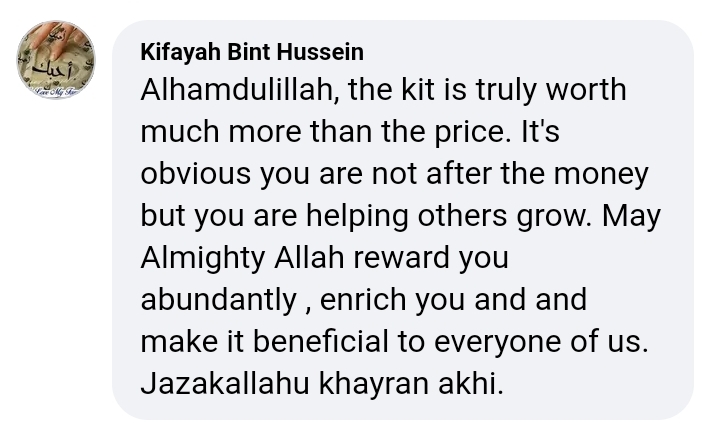 Kifayah Bint Hussein
Alhamdulillah, the kit is truly worth
much more than the price. It's
obvious you are not after the money
but you are helping others grow. May
Almighty Allah reward you
abundantly , enrich you and and
make it beneficial to everyone of us.
Jazakallahu khayran akhi.
أحبك